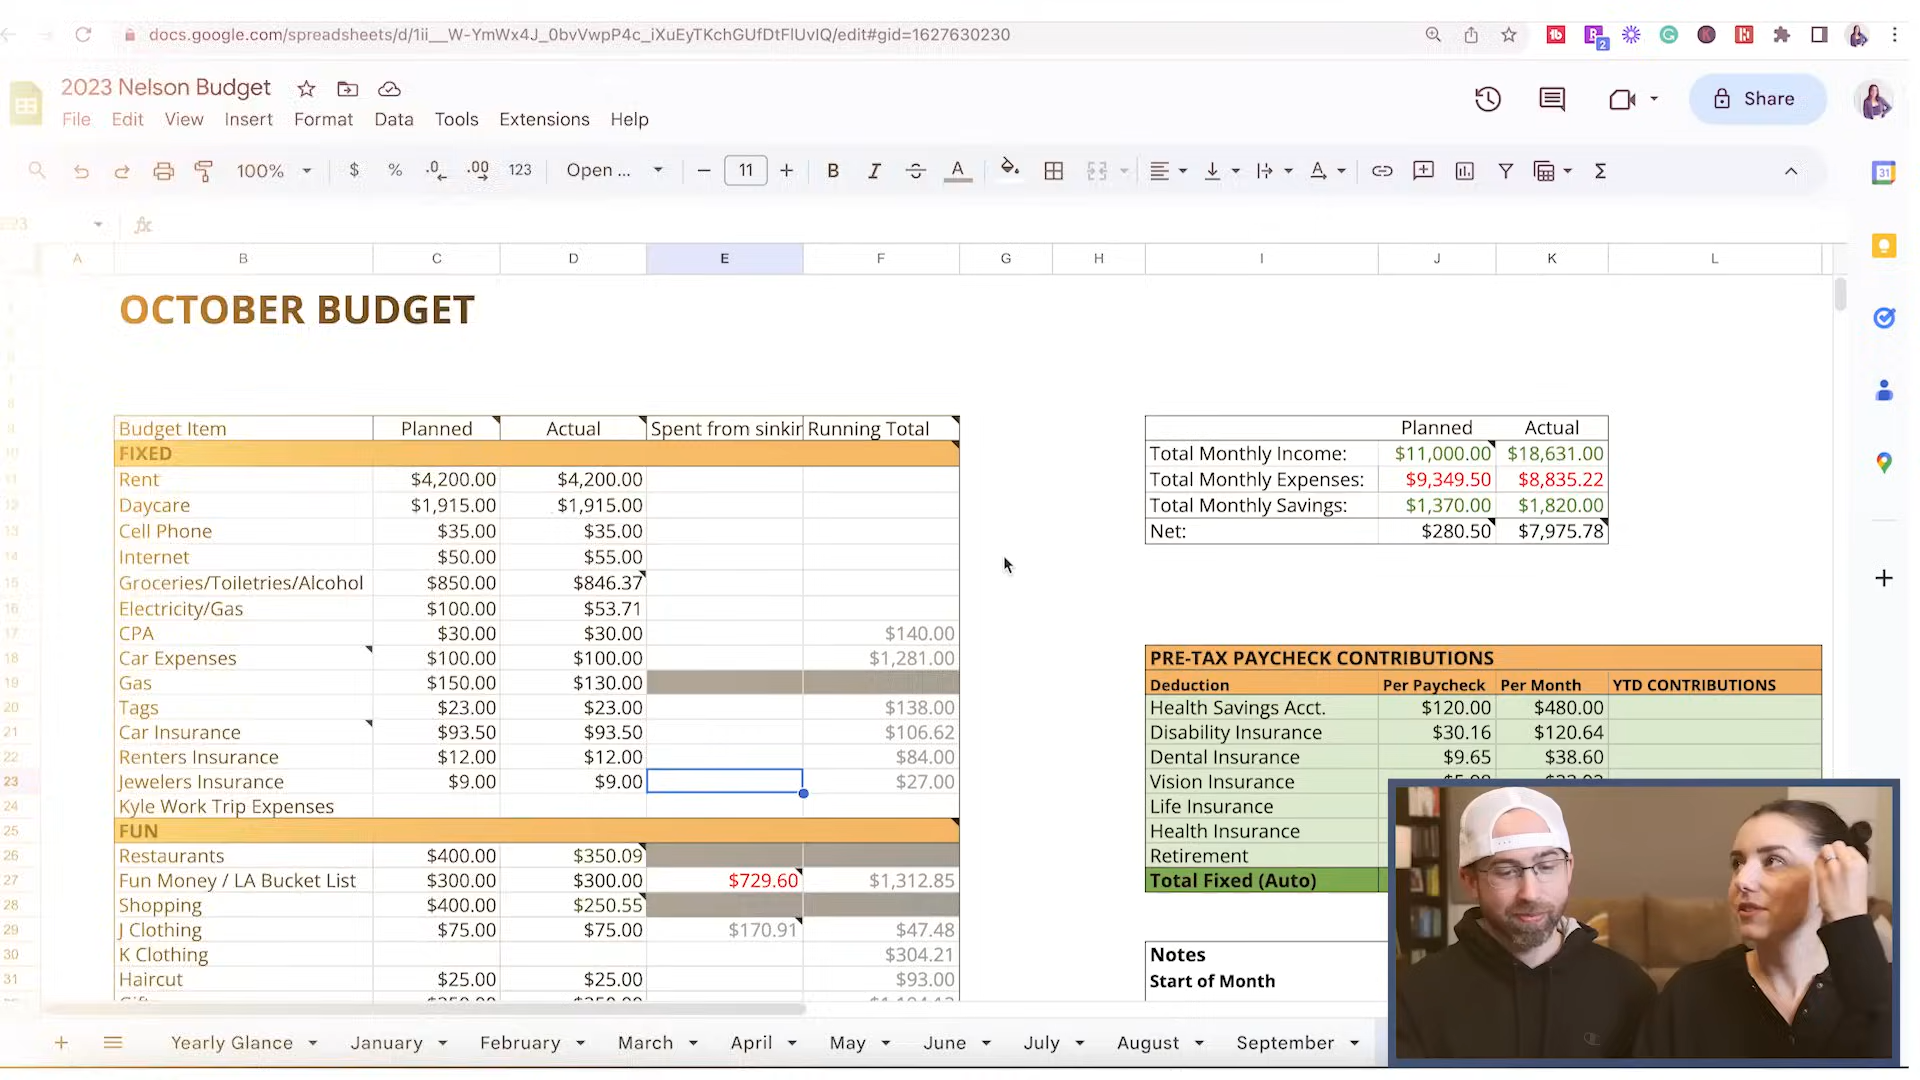 docs.google.com/spreadsheets/d/1ii__W-YmWx4J_0bvVwpP4c_iXuEyTKchGUfDtFlUvIQ/edit#gid=1627630230
2023 Nelson Budget
File Edit View Insert Format Data Tools Extensions Help
Share
100% $ % .0 .00 123 Open ... 11 B I A
A B C D E F G H I J K L
OCTOBER BUDGET
Budget Item Planned Actual Spent from sinkin Running Total
FIXED
Rent $4,200.00 $4,200.00
Daycare $1,915.00 $1,915.00
Cell Phone $35.00 $35.00
Internet $50.00 $55.00
Groceries/Toiletries/Alcohol $850.00 $846.37
Electricity/Gas $100.00 $53.71
CPA $30.00 $30.00 $140.00
Car Expenses $100.00 $100.00 $1,281.00
Gas $150.00 $130.00
Tags $23.00 $23.00 $138.00
Car Insurance $93.50 $93.50 $106.62
Renters Insurance $12.00 $12.00 $84.00
23 Jewelers Insurance $9.00 $9.00 $27.00
24 Kyle Work Trip Expenses
25 FUN
26 Restaurants $400.00 $350.09
27 Fun Money / LA Bucket List $300.00 $300.00 $729.60 $1,312.85
28 Shopping $400.00 $250.55
29 J Clothing $75.00 $75.00 $170.91 $47.48
30 K Clothing $304.21
31 Haircut $25.00 $25.00 $93.00
Planned Actual
Total Monthly Income: $11,000.00 $18,631.00
Total Monthly Expenses: $9,349.50 $8,835.22
Total Monthly Savings: $1,370.00 $1,820.00
Net: $280.50 $7,975.78
PRE-TAX PAYCHECK CONTRIBUTIONS
Deduction Per Paycheck Per Month YTD CONTRIBUTIONS
Health Savings Acct. $120.00 $480.00
Disability Insurance $30.16 $120.64
Dental Insurance $9.65 $38.60
Vision Insurance
Life Insurance
Health Insurance
Retirement
Total Fixed (Auto)
Notes
Start of Month
Yearly Glance January February March April May June July August September